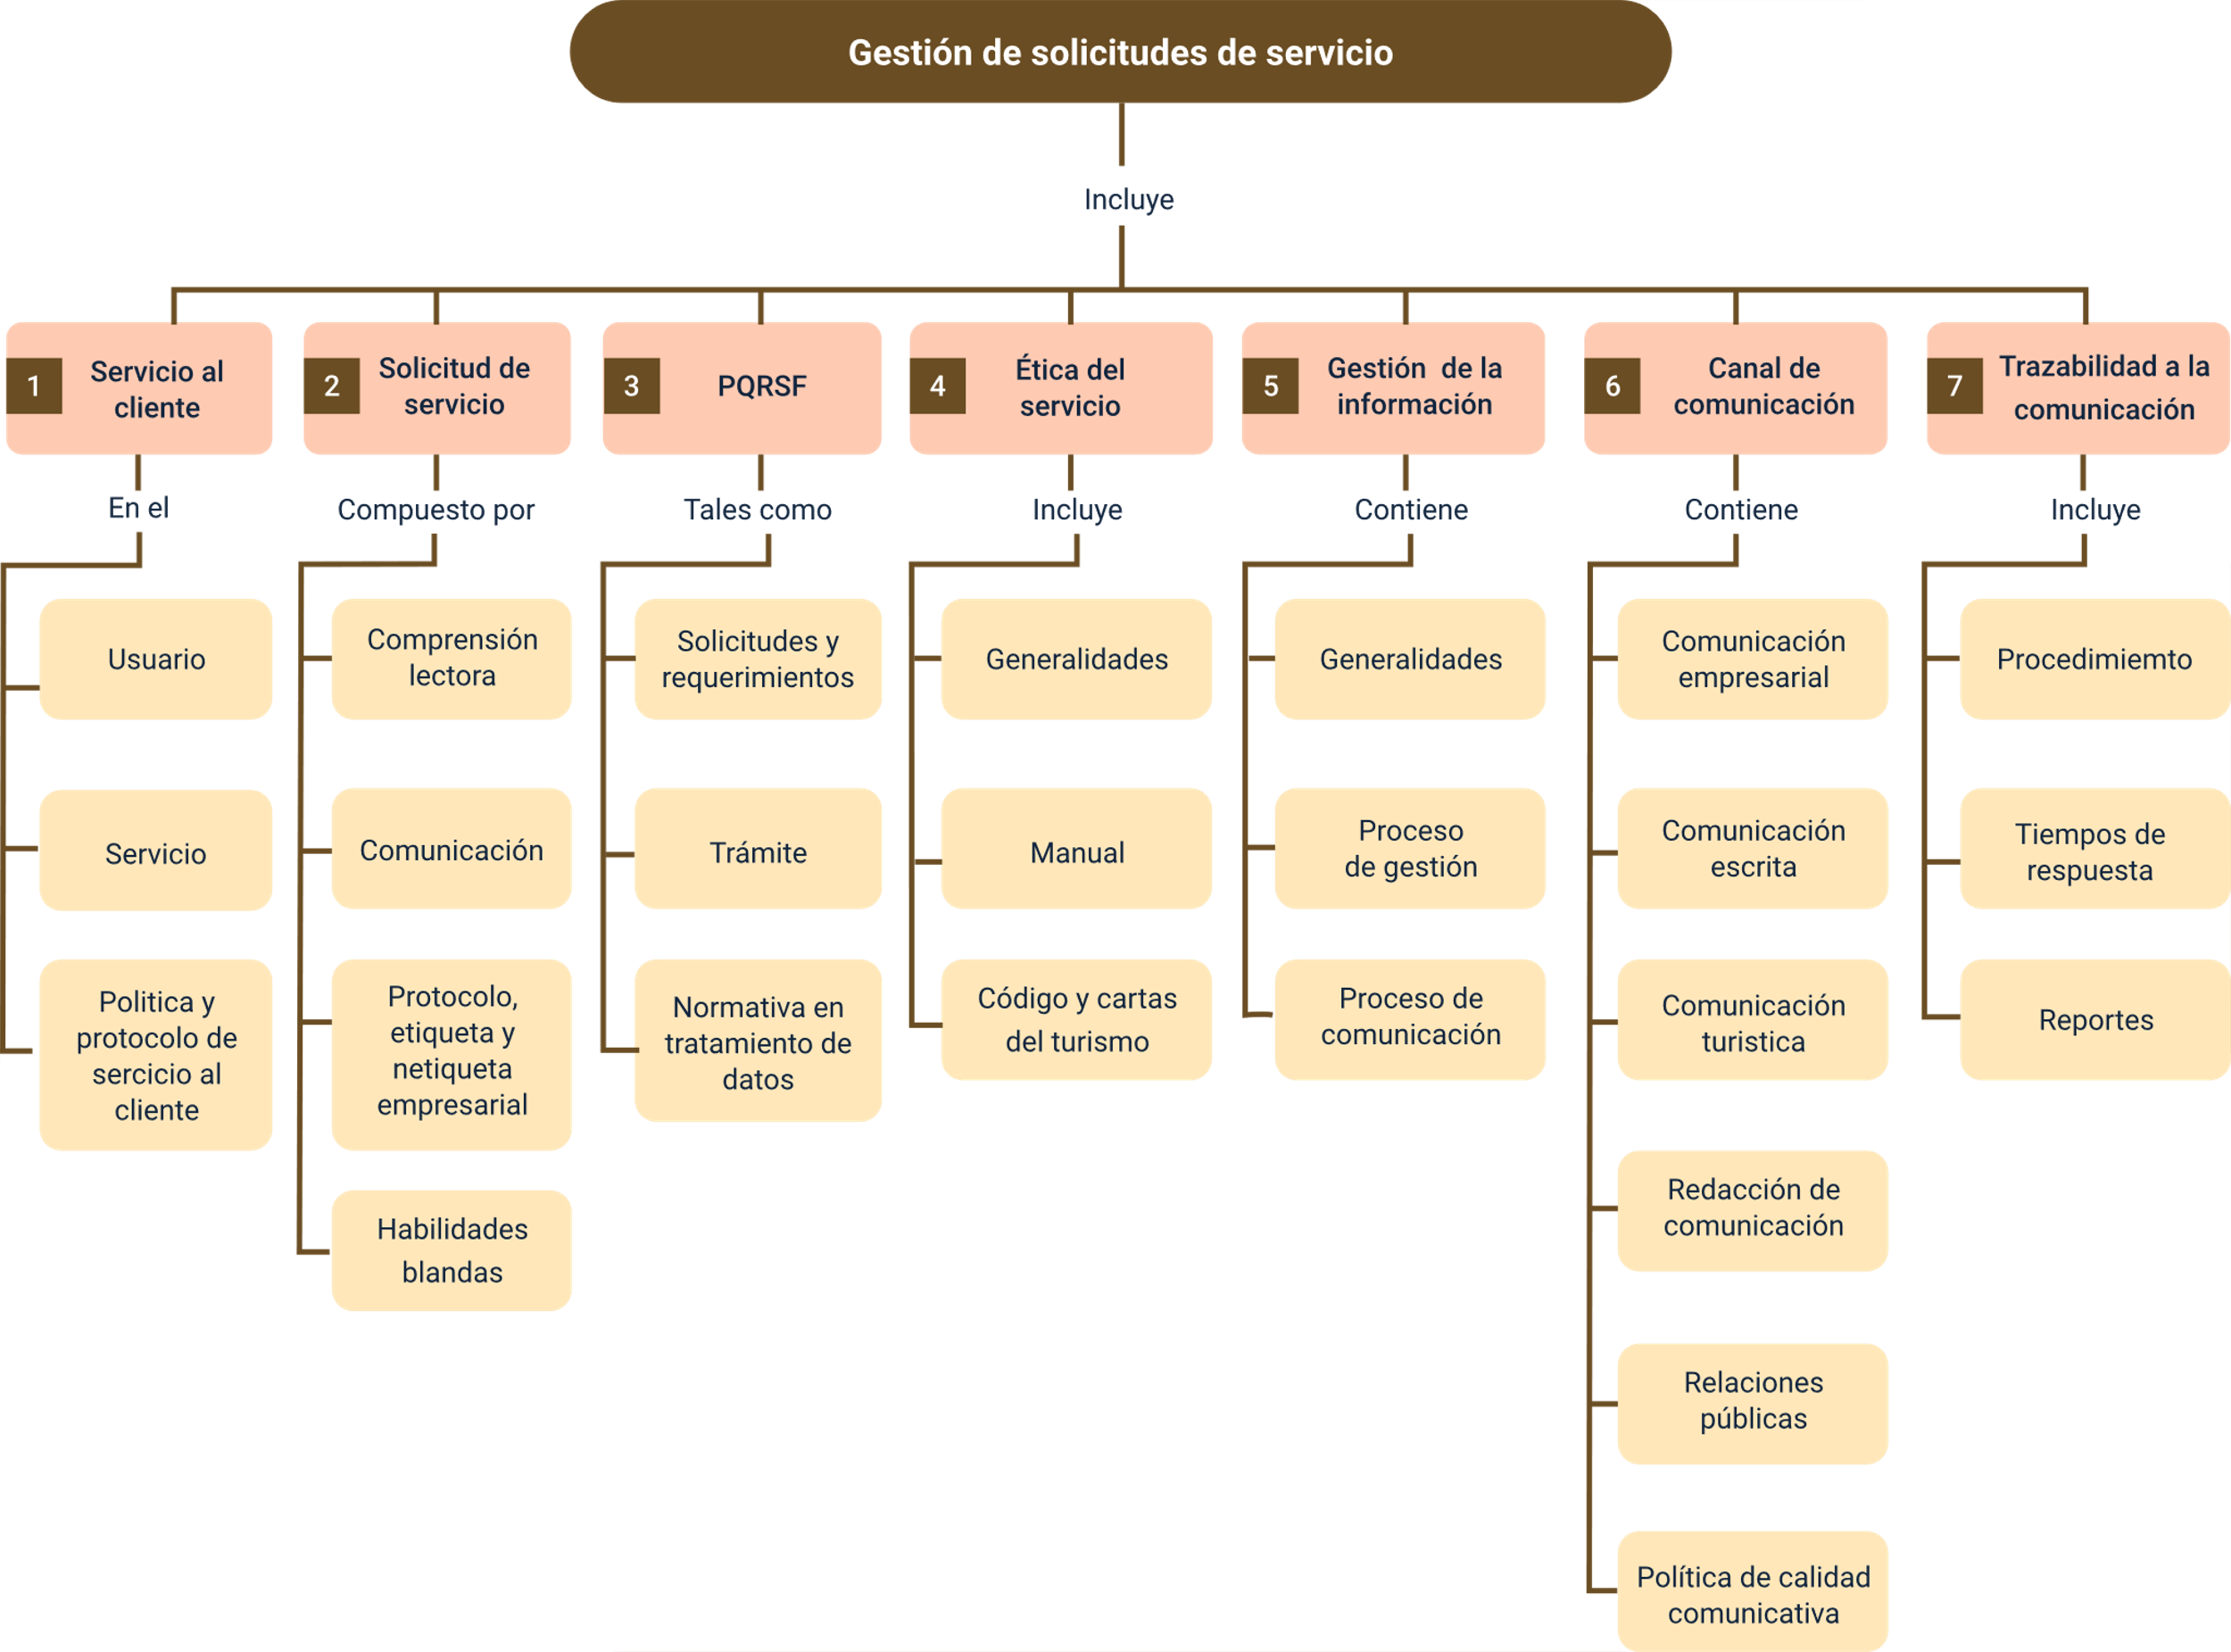 Gestión de solicitudes de servicio
Incluye
1
Servicio al
cliente
En el
Usuario
Servicio
Politica y
protocolo de
sercicio al
cliente
2
Solicitud de
servicio
Compuesto por
Comprensión
lectora
Comunicación
Protocolo,
etiqueta y
netiqueta
empresarial
Habilidades
blandas
3
PQRSF
Tales como
Solicitudes y
requerimientos
Trámite
Normativa en
tratamiento de
datos
4
Ética del
servicio
Incluye
Generalidades
Manual
Código y cartas
del turismo
5
Gestión de la
información
Contiene
Generalidades
Proceso
de gestión
Proceso de
comunicación
6
Canal de
comunicación
Contiene
Comunicación
empresarial
Comunicación
escrita
Comunicación
turistica
Redacción de
comunicación
Relaciones
públicas
Política de calidad
comunicativa
7
Trazabilidad a la
comunicación
Incluye
Procedimiemto
Tiempos de
respuesta
Reportes